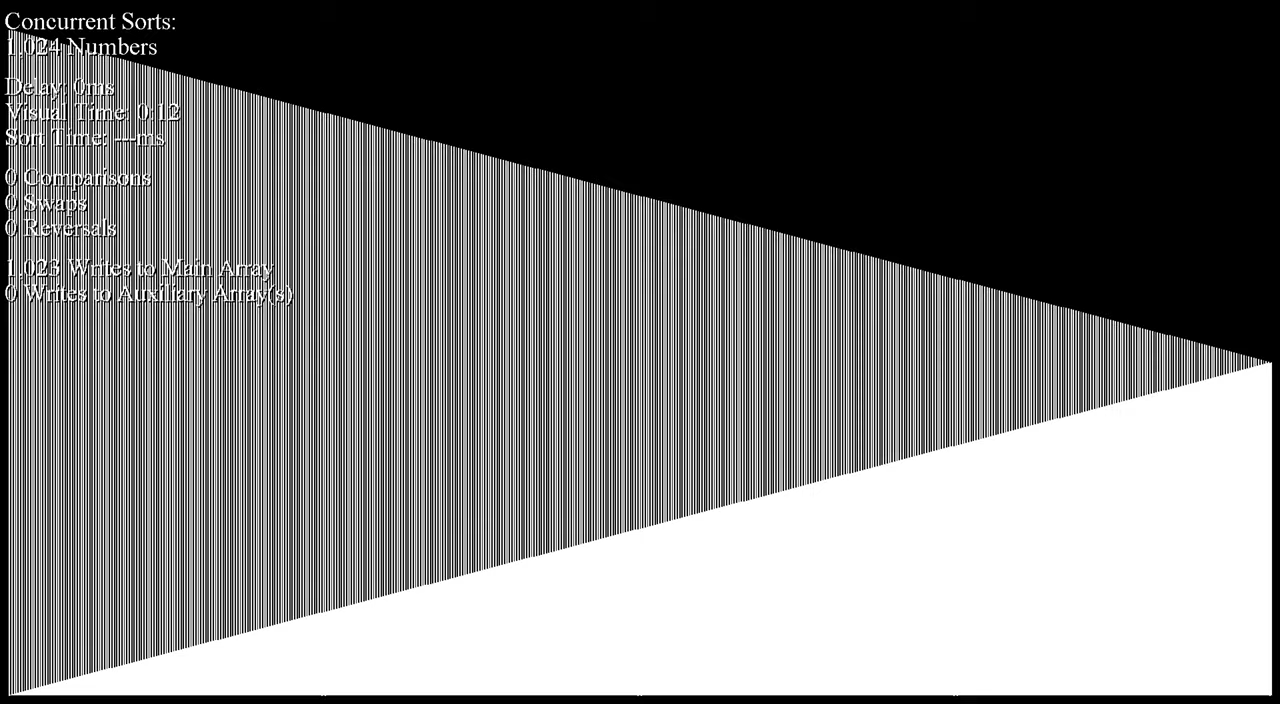 Concurrent Sorts:
1,024 Numbers
Delay: 0ms
Visual Time: 0:12
Sort Time: ---ms
0 Comparisons
0 Swaps
0 Reversals
1,023 Writes to Main Array
0 Writes to Auxiliary Array(s)